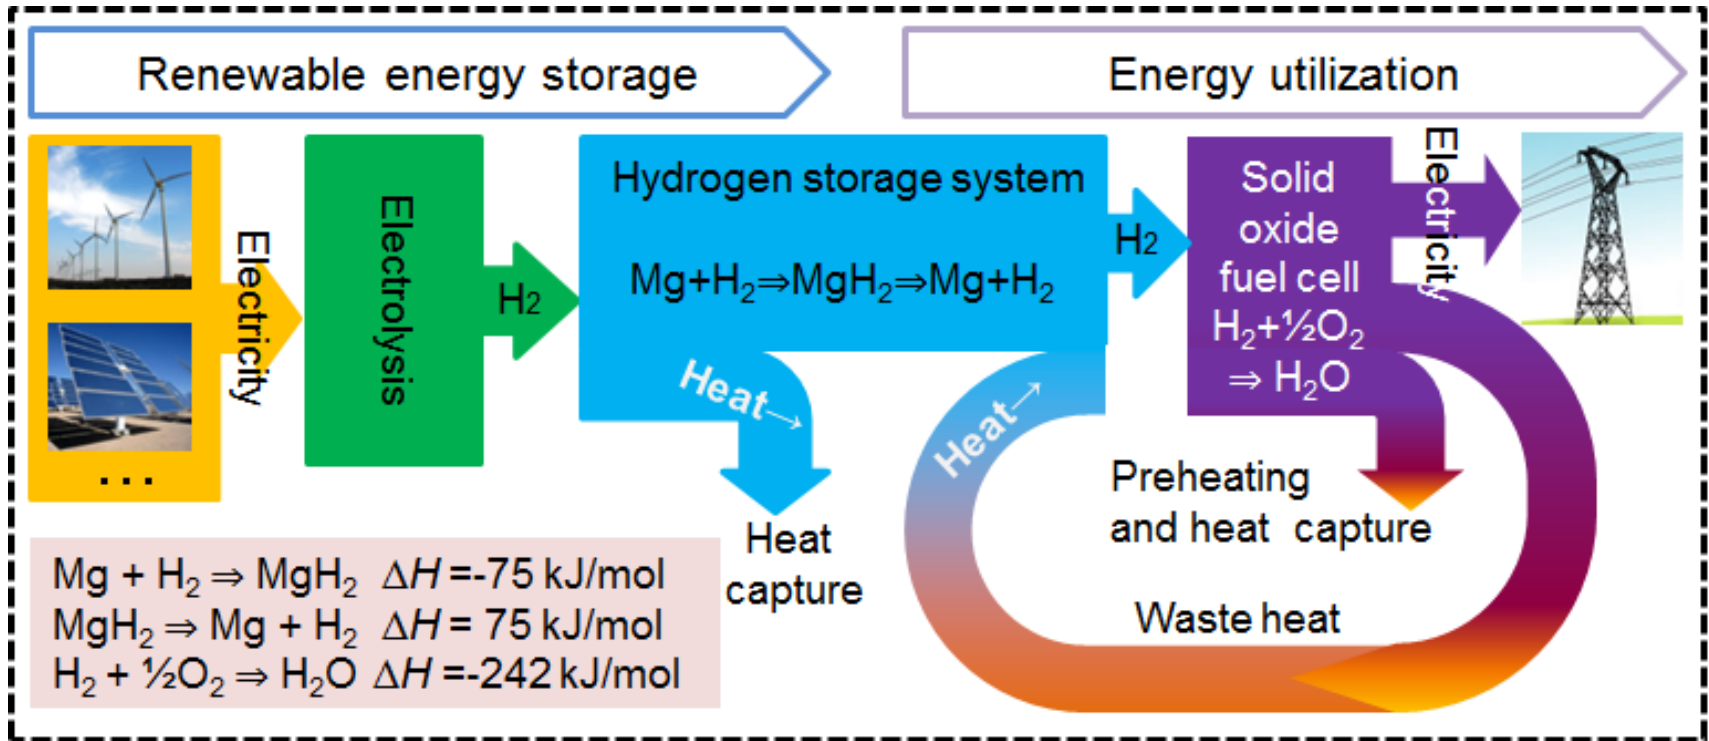 Renewable energy storage
Energy utilization
Electricity
Electrolysis
H₂
Hydrogen storage system
Mg+H₂⇒MgH₂⇒Mg+H₂
Heat→
Heat
capture
H₂
Solid
oxide
fuel cell
H₂+½O₂
⇒ H₂O
Electricity
Heat→
Preheating
and heat capture
Waste heat
...
Mg + H₂ ⇒ MgH₂ ΔH =-75 kJ/mol
MgH₂ ⇒ Mg + H₂ ΔH = 75 kJ/mol
H₂ + ½O₂ ⇒ H₂O ΔH =-242 kJ/mol